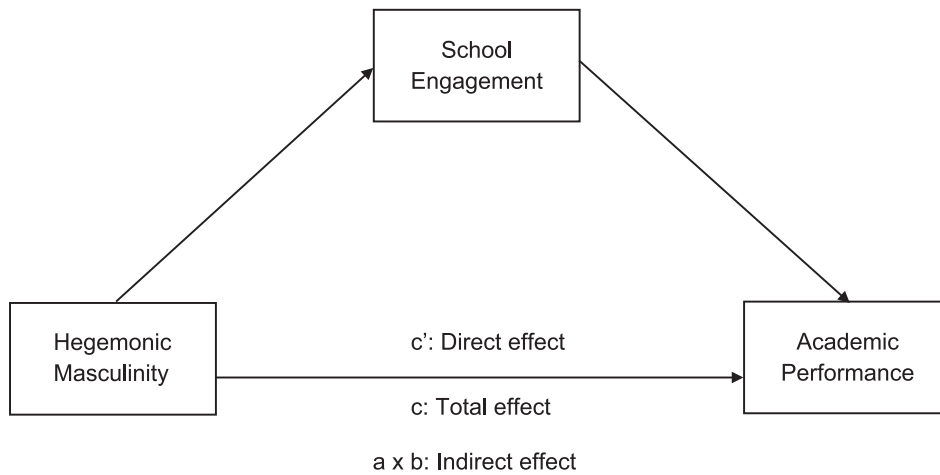 School
Engagement
Hegemonic
Masculinity
c’: Direct effect
c: Total effect
a x b: Indirect effect
Academic
Performance